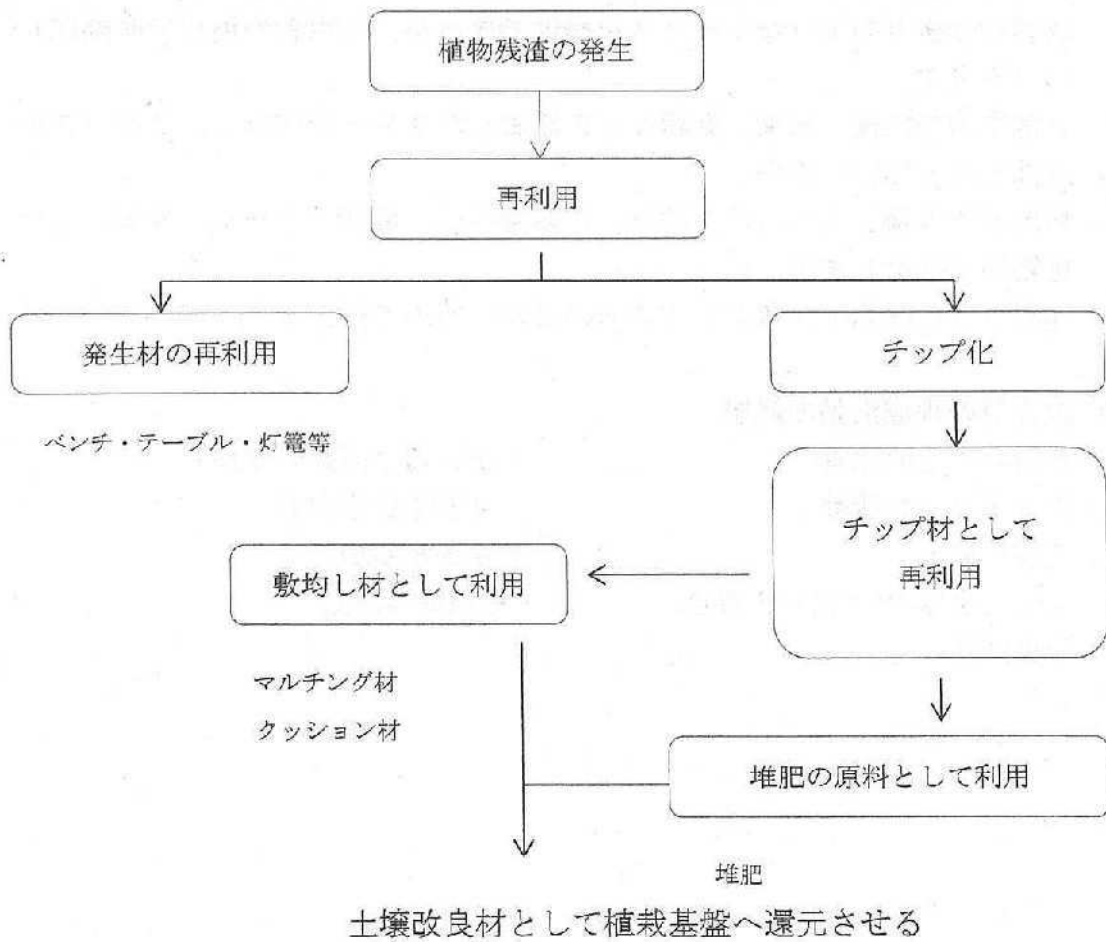 植物残渣の発生
再利用
発生材の再利用
チップ化
ベンチ・テーブル・灯篭等
チップ材として
再利用
敷均し材として利用
マルチング材
クッション材
堆肥の原料として利用
堆肥
土壌改良材として植栽基盤へ還元させる